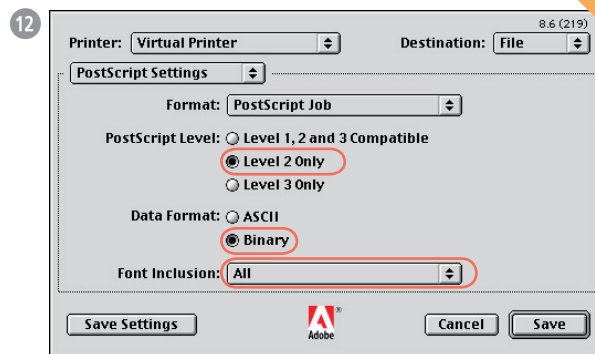 12
8.6 (219)
Printer: Virtual Printer Destination: File
PostScript Settings
Format: PostScript Job
PostScript Level: Level 1, 2 and 3 Compatible
Level 2 Only
Level 3 Only
Data Format: ASCII
Binary
Font Inclusion: All
Save Settings Adobe ® Cancel Save